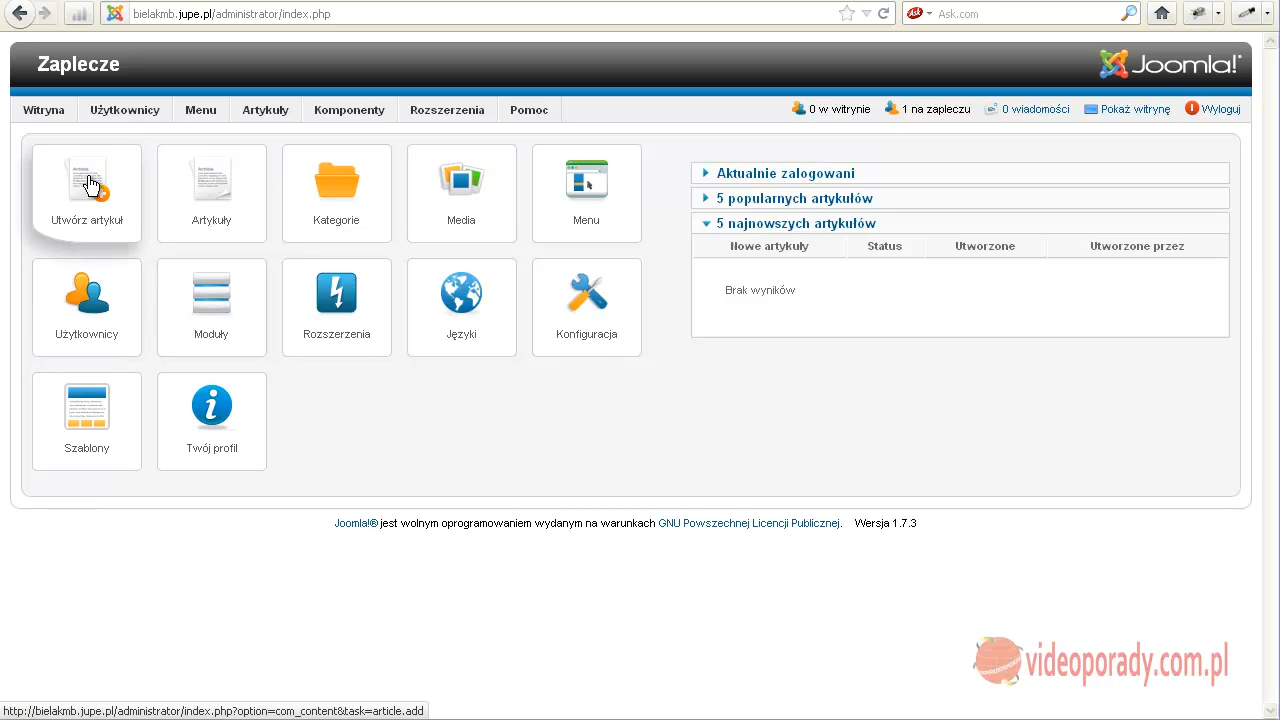 bielakmb.jupe.pl/administrator/index.php
Ask.com
Zaplecze
Joomla!
Witryna Użytkownicy Menu Artykuły Komponenty Rozszerzenia Pomoc
0 w witrynie 1 na zapleczu 0 wiadomości Pokaż witrynę Wyloguj
Utwórz artykuł Artykuły Kategorie Media Menu
Użytkownicy Moduły Rozszerzenia Języki Konfiguracja
Szablony Twój profil
Aktualnie zalogowani
5 popularnych artykułów
5 najnowszych artykułów
Nowe artykuły Status Utworzone Utworzone przez
Brak wyników
Joomla!® jest wolnym oprogramowaniem wydanym na warunkach GNU Powszechnej Licencji Publicznej. Wersja 1.7.3
videoporady.com.pl
http://bielakmb.jupe.pl/administrator/index.php?option=com_content&task=article.add